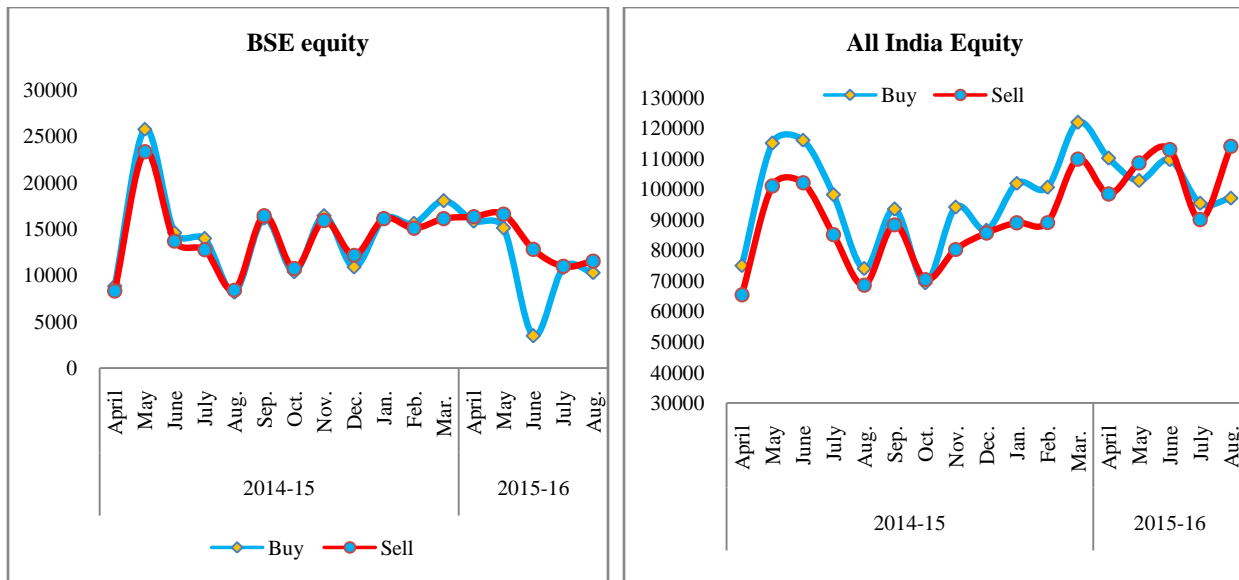 BSE equity
30000
25000
20000
15000
10000
5000
0
April
May
June
July
Aug.
Sep.
Oct.
Nov.
Dec.
Jan.
Feb.
Mar.
April
May
June
July
Aug.
2014-15
2015-16
Buy
Sell
All India Equity
Buy
Sell
130000
120000
110000
100000
90000
80000
70000
60000
50000
40000
30000
April
May
June
July
Aug.
Sep.
Oct.
Nov.
Dec.
Jan.
Feb.
Mar.
April
May
June
July
Aug.
2014-15
2015-16